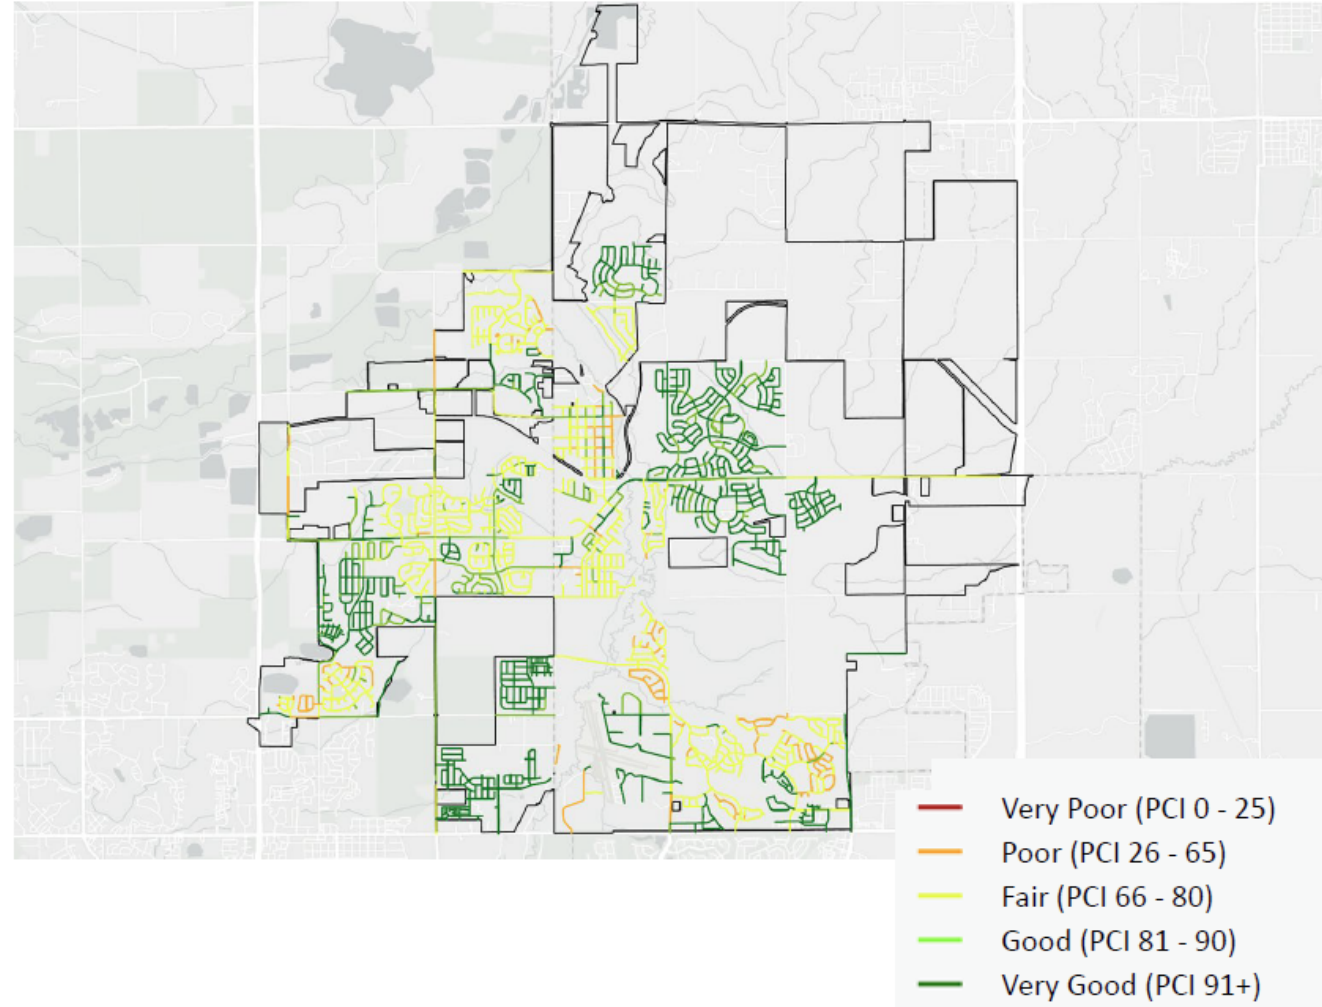 Very Poor (PCI 0 - 25)
Poor (PCI 26 - 65)
Fair (PCI 66 - 80)
Good (PCI 81 - 90)
Very Good (PCI 91+)